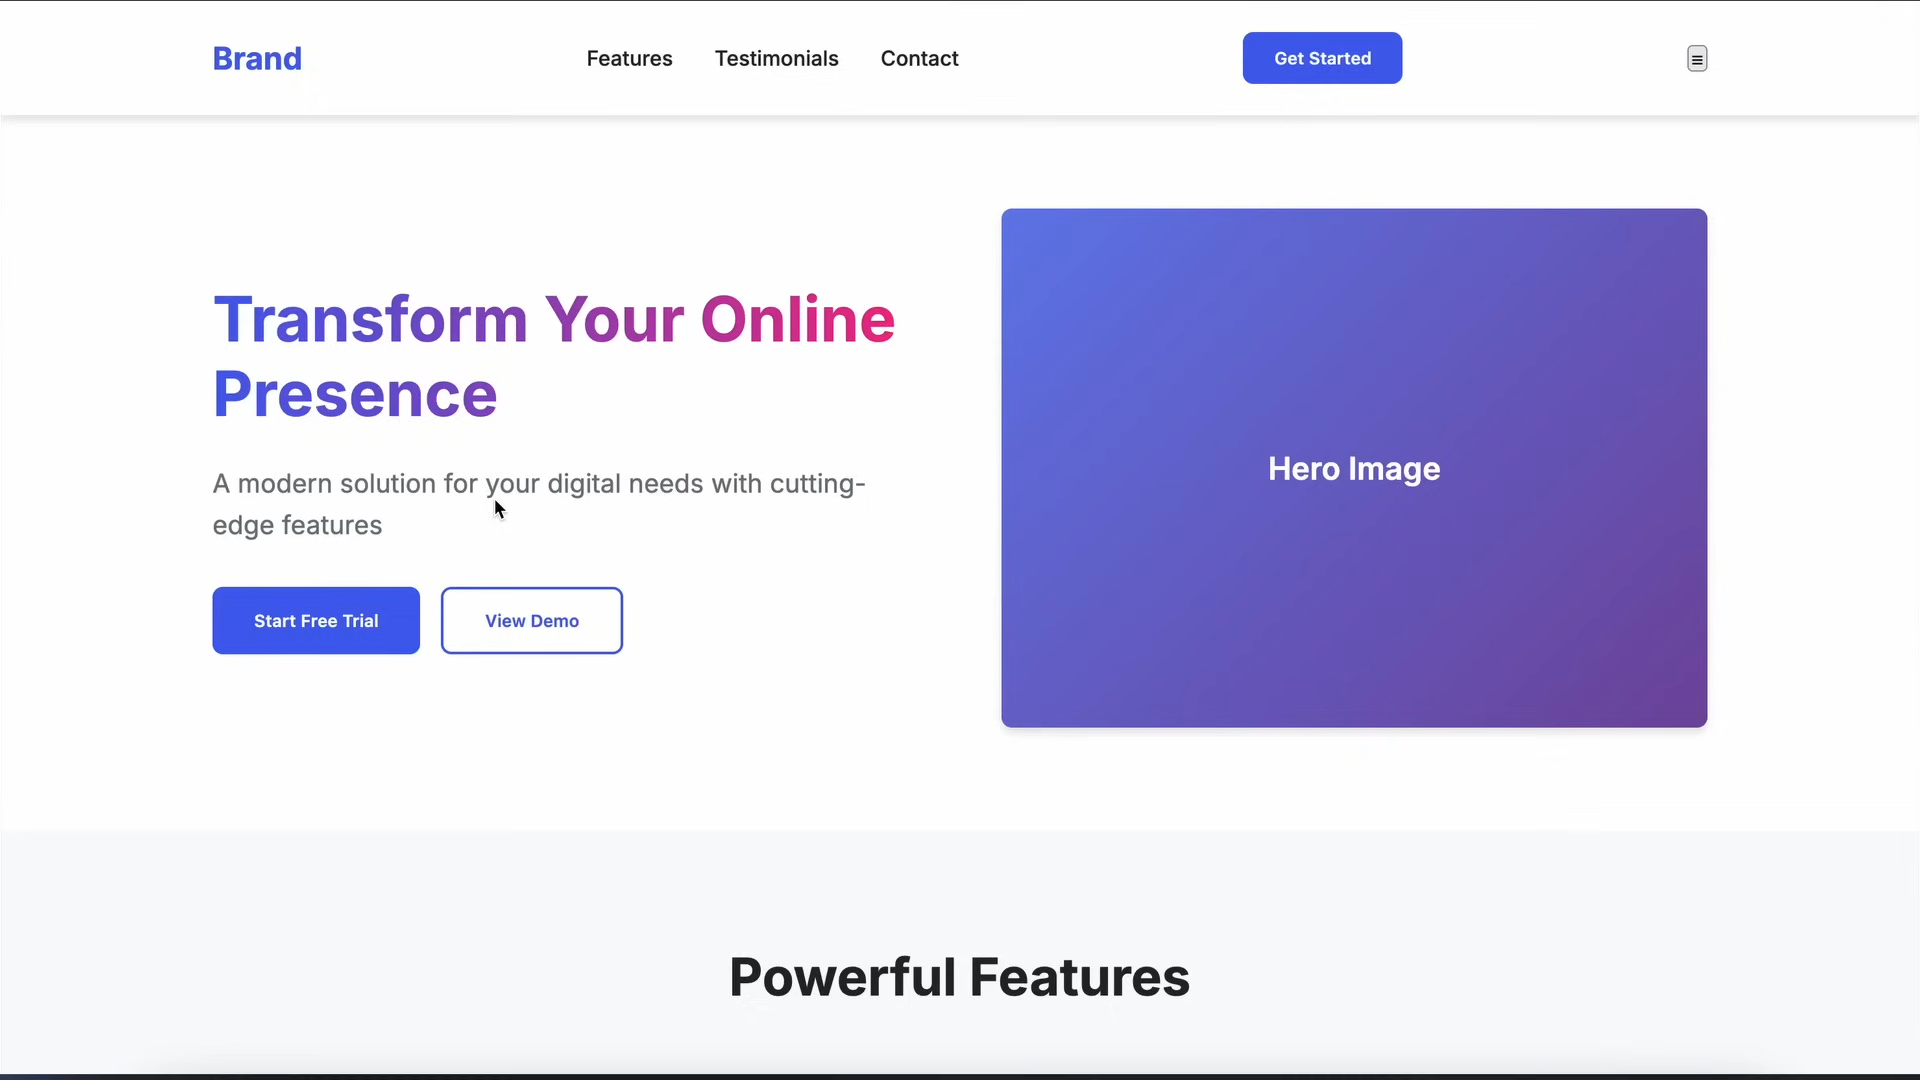 Brand
Features
Testimonials
Contact
Get Started
Transform Your Online
Presence
A modern solution for your digital needs with cutting-
edge features
Start Free Trial
View Demo
Hero Image
Powerful Features